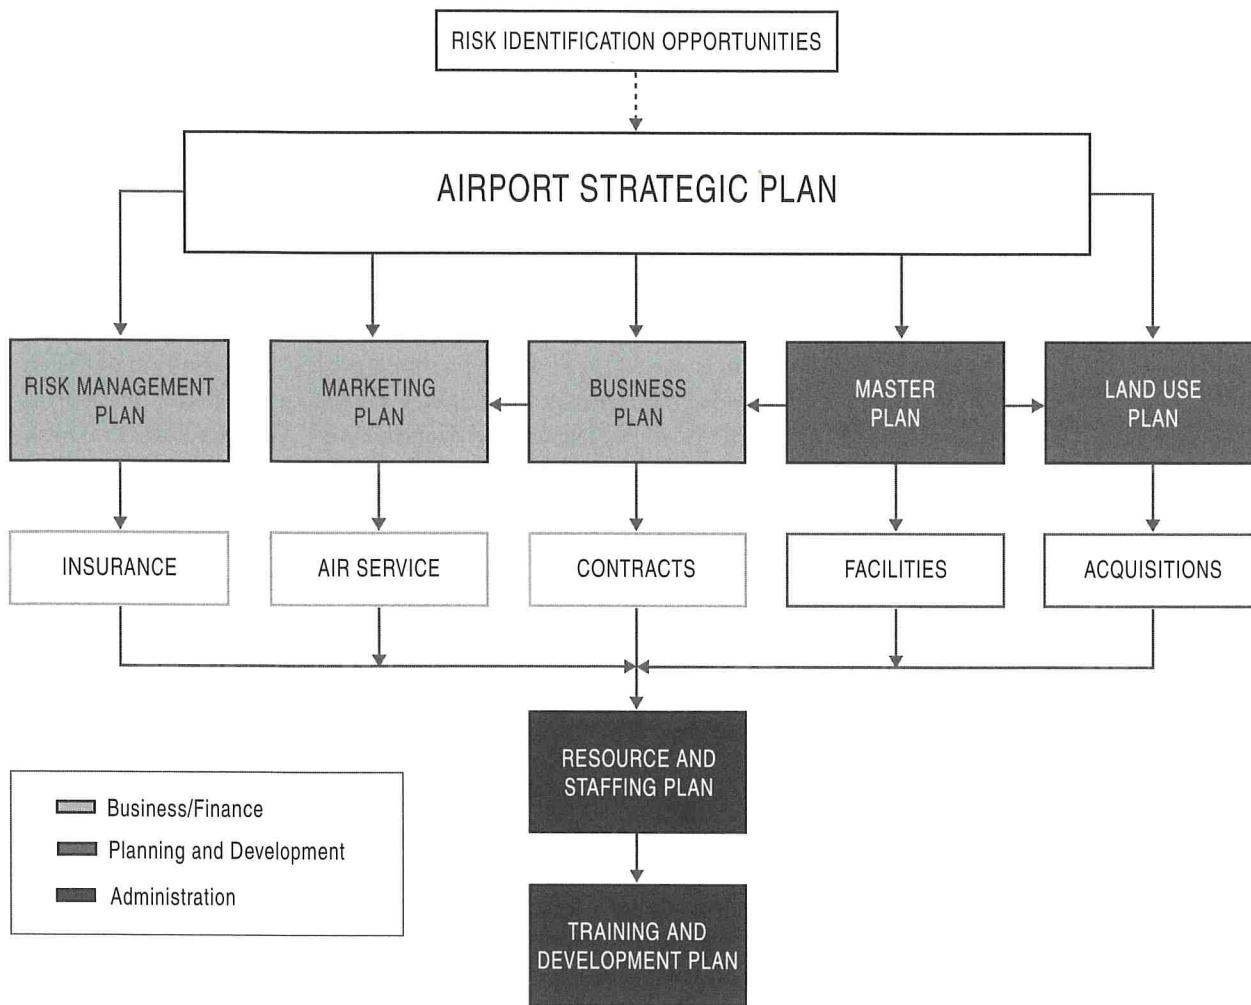 RISK IDENTIFICATION OPPORTUNITIES
AIRPORT STRATEGIC PLAN
RISK MANAGEMENT
PLAN
MARKETING
PLAN
BUSINESS
PLAN
MASTER
PLAN
LAND USE
PLAN
INSURANCE
AIR SERVICE
CONTRACTS
FACILITIES
ACQUISITIONS
RESOURCE AND
STAFFING PLAN
Business/Finance
Planning and Development
Administration
TRAINING AND
DEVELOPMENT PLAN